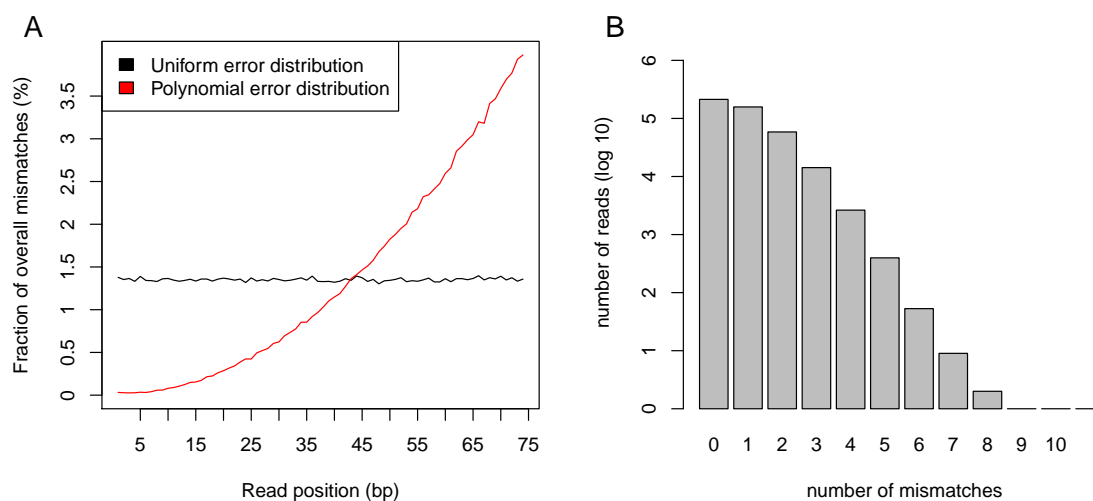 A
Uniform error distribution
Polynomial error distribution
Fraction of overall mismatches (%)
3.5
3
2.5
2
1.5
1
0.5
0
5 15 25 35 45 55 65 75
Read position (bp)
B
number of reads (log 10)
6
5
4
3
2
1
0
0 1 2 3 4 5 6 7 8 9 10
number of mismatches